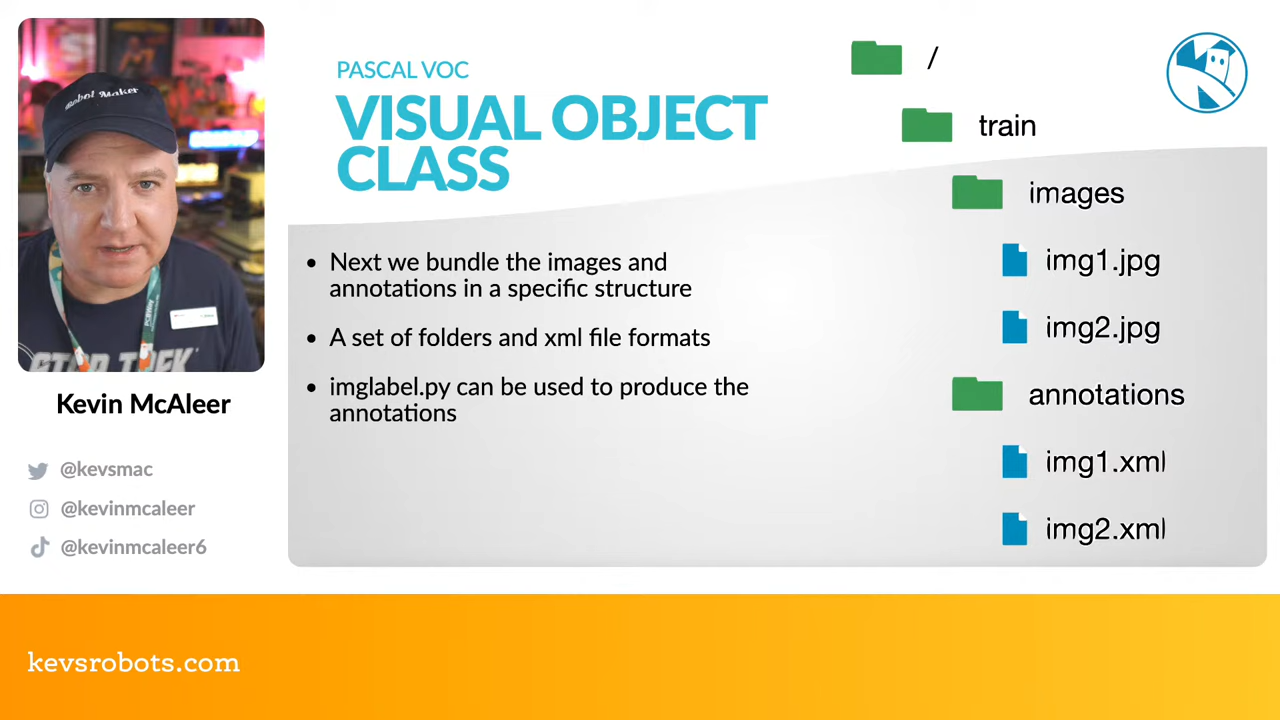 Robot Maker
STAR TREK
Kevin McAleer
@kevsmac
@kevinmcaleer
@kevinmcaleer6
PASCAL VOC
VISUAL OBJECT
CLASS
Next we bundle the images and
annotations in a specific structure
A set of folders and xml file formats
imglabel.py can be used to produce the
annotations
/
train
images
img1.jpg
img2.jpg
annotations
img1.xml
img2.xml
kevsrobots.com